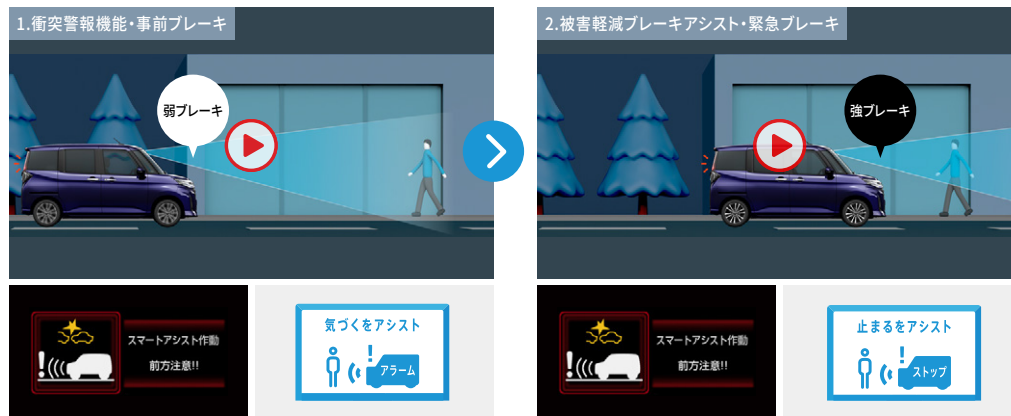 1.衝突警報機能・事前ブレーキ
弱ブレーキ
スマートアシスト作動
前方注意!!
気づくをアシスト
アラーム
2.被害軽減ブレーキアシスト・緊急ブレーキ
強ブレーキ
スマートアシスト作動
前方注意!!
止まるをアシスト
ストップ